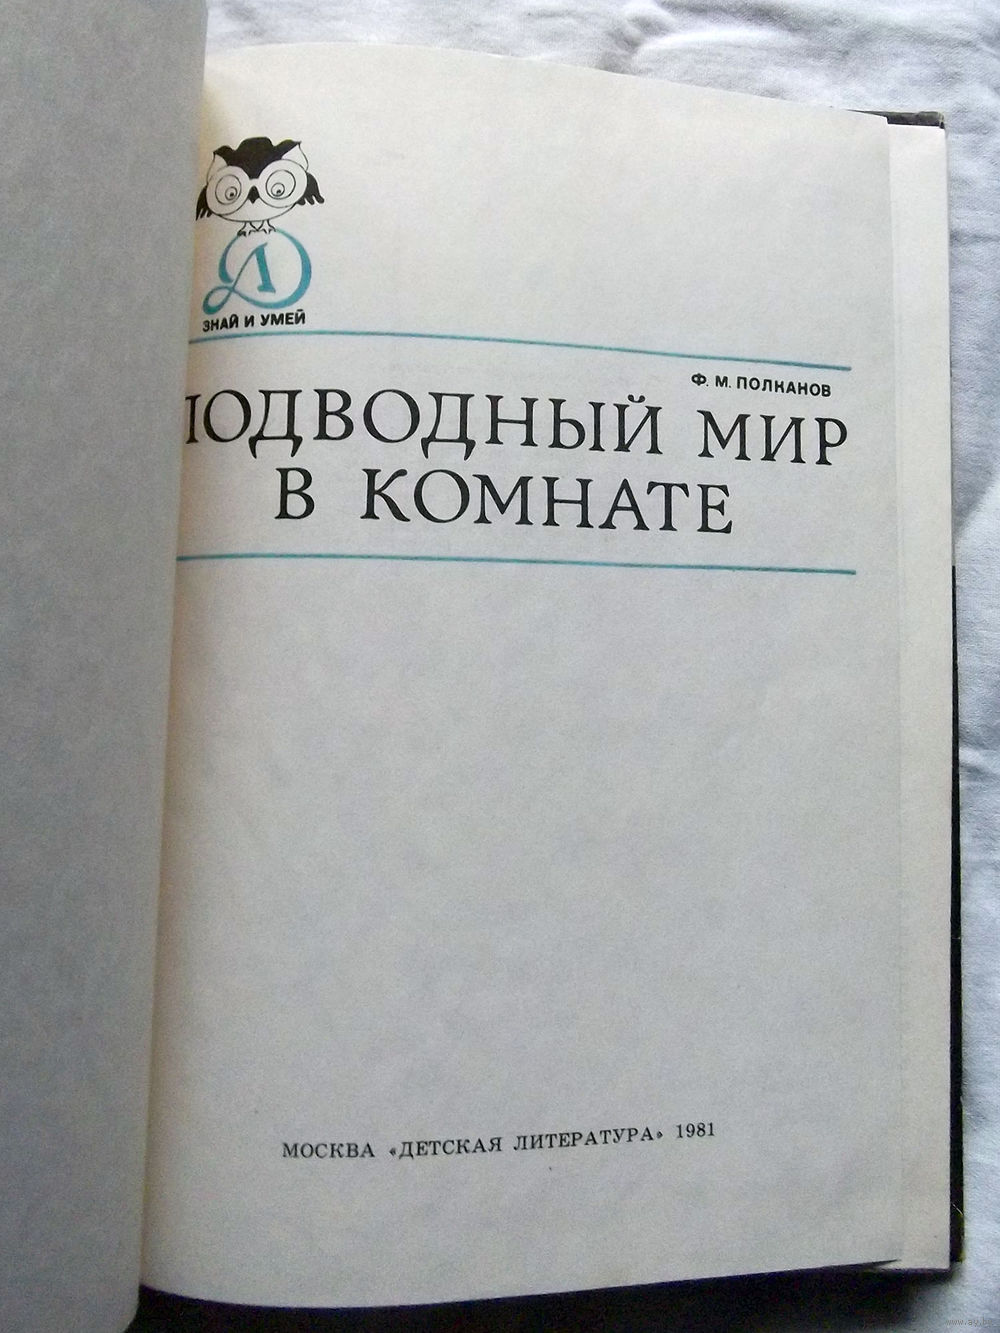 ЗНАЙ И УМЕЙ
Ф. М. ПОЛКАНОВ
ПОДВОДНЫЙ МИР
В КОМНАТЕ
МОСКВА «ДЕТСКАЯ ЛИТЕРАТУРА» 1981